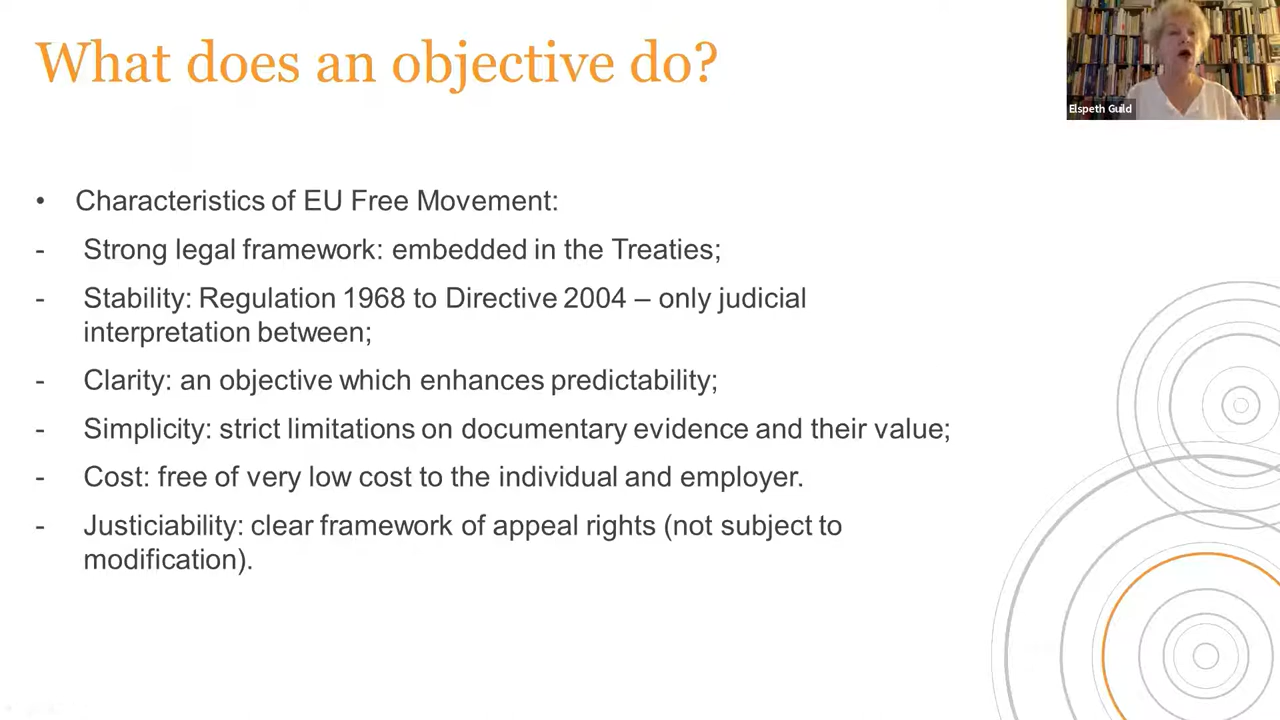 What does an objective do?
Elspeth Guild
• Characteristics of EU Free Movement:
- Strong legal framework: embedded in the Treaties;
- Stability: Regulation 1968 to Directive 2004 – only judicial
interpretation between;
- Clarity: an objective which enhances predictability;
- Simplicity: strict limitations on documentary evidence and their value;
- Cost: free of very low cost to the individual and employer.
- Justiciability: clear framework of appeal rights (not subject to
modification).